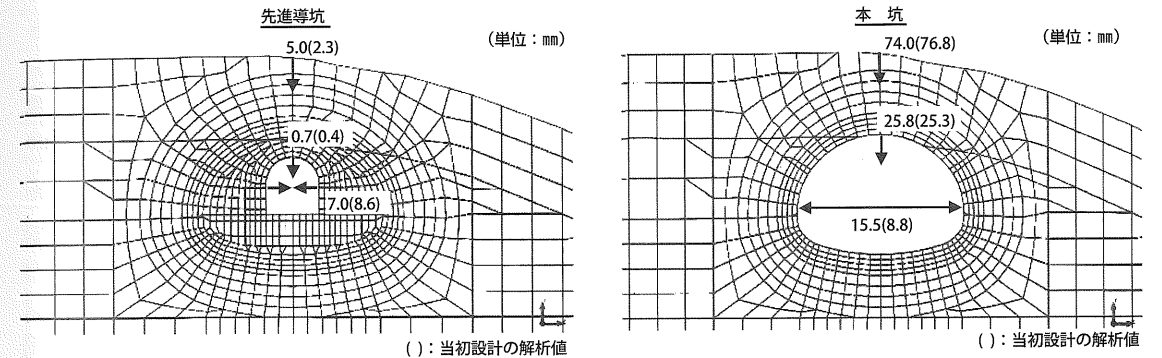 先進導坑
(単位：㎜)
5.0(2.3)
0.7(0.4)
7.0(8.6)
( )：当初設計の解析値
本　坑
(単位：㎜)
74.0(76.8)
25.8(25.3)
15.5(8.8)
( )：当初設計の解析値